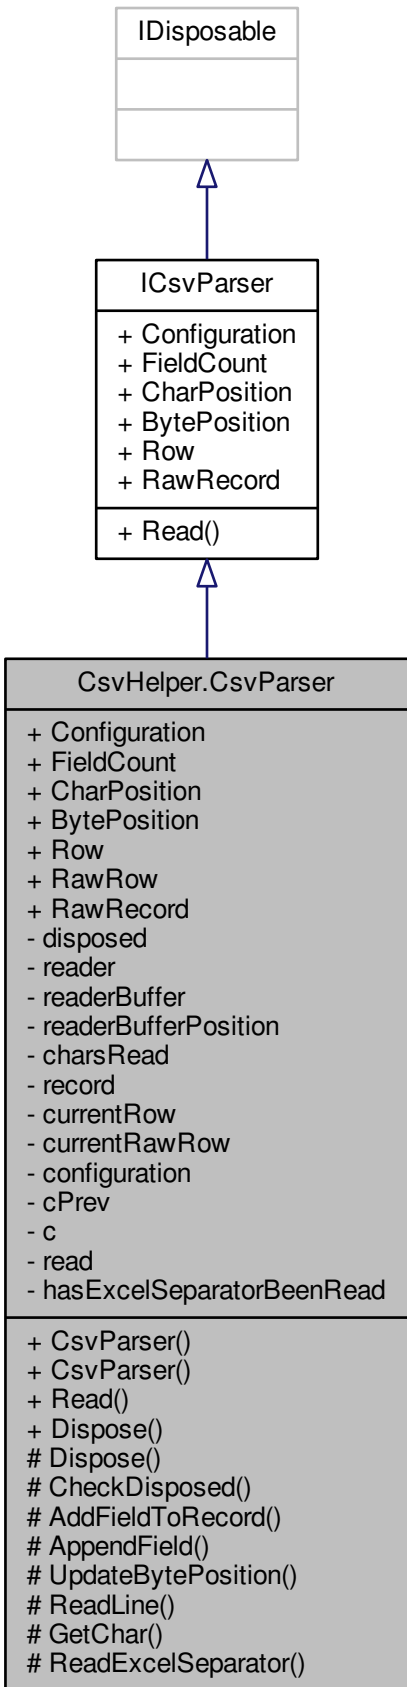 IDisposable
ICsvParser
+ Configuration
+ FieldCount
+ CharPosition
+ BytePosition
+ Row
+ RawRecord
+ Read()
CsvHelper.CsvParser
+ Configuration
+ FieldCount
+ CharPosition
+ BytePosition
+ Row
+ RawRow
+ RawRecord
- disposed
- reader
- readerBuffer
- readerBufferPosition
- charsRead
- record
- currentRow
- currentRawRow
- configuration
- cPrev
- c
- read
- hasExcelSeparatorBeenRead
+ CsvParser()
+ CsvParser()
+ Read()
+ Dispose()
# Dispose()
# CheckDisposed()
# AddFieldToRecord()
# AppendField()
# UpdateBytePosition()
# ReadLine()
# GetChar()
# ReadExcelSeparator()